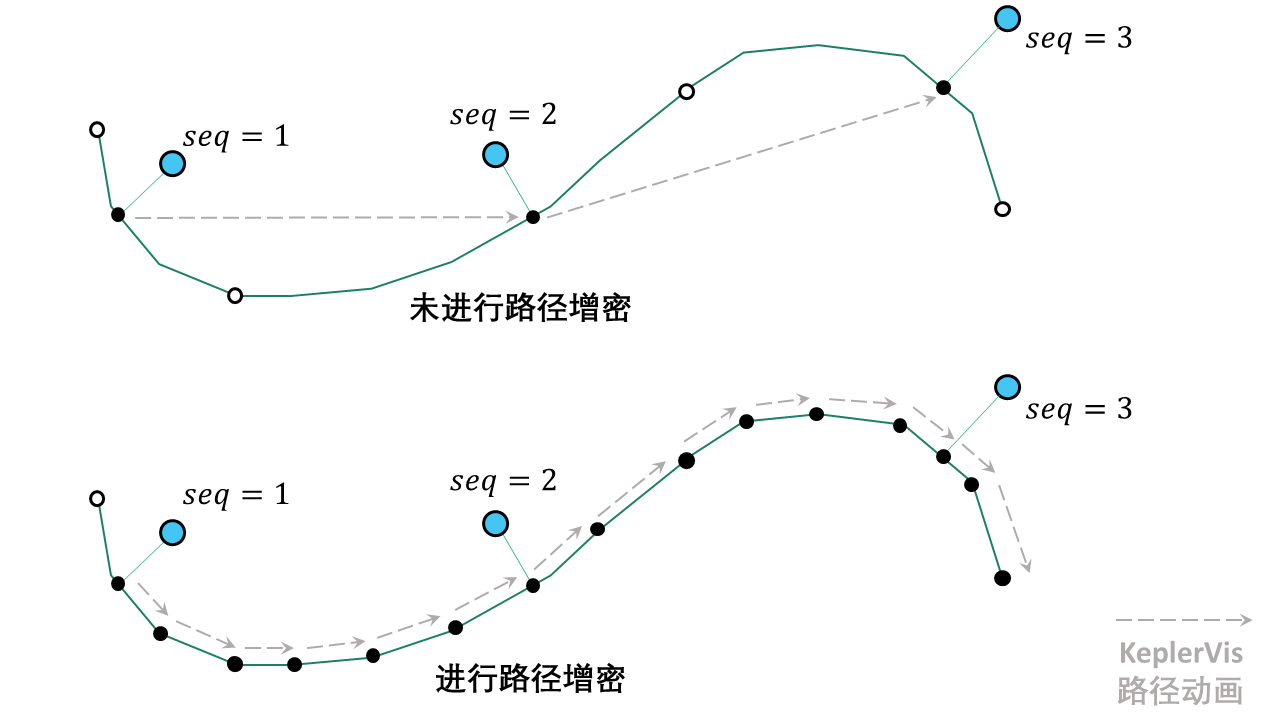 seq = 1
seq = 2
seq = 3
未进行路径增密
seq = 1
seq = 2
seq = 3
进行路径增密
KeplerVis
路径动画